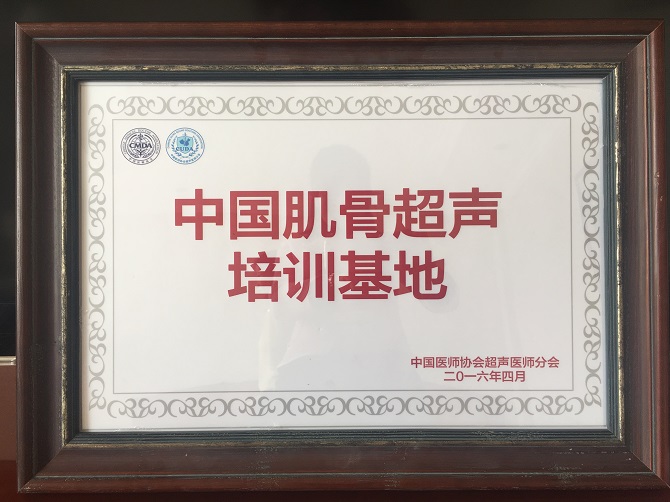 CMDA CUDA
中国肌骨超声
培训基地
中国医师协会超声医师分会
二〇一六年四月